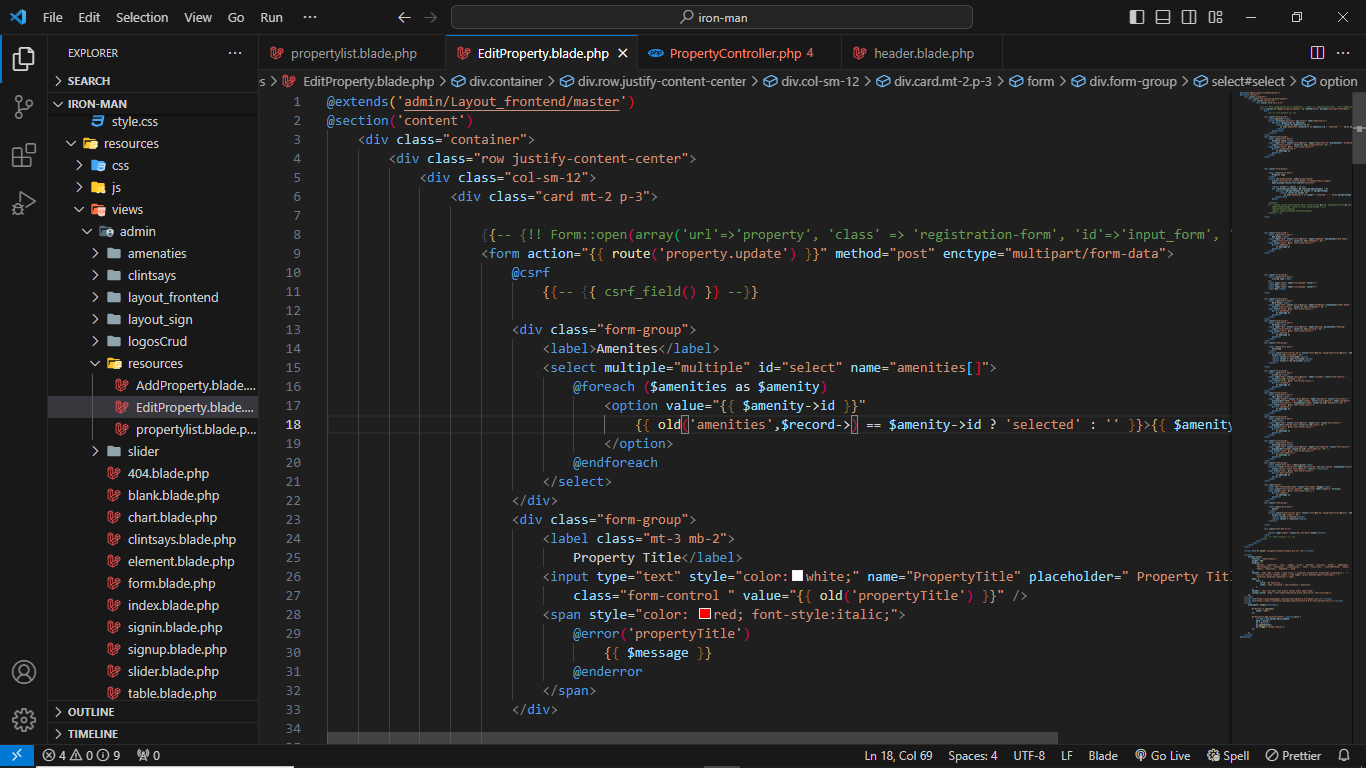 File Edit Selection View Go Run ··· iron-man
EXPLORER ···
SEARCH
IRON-MAN
style.css
resources
css
js
views
admin
amenaties
clintsays
layout_frontend
layout_sign
logosCrud
resources
AddProperty.blade....
EditProperty.blade....
propertylist.blade.p...
slider
404.blade.php
blank.blade.php
chart.blade.php
clintsays.blade.php
element.blade.php
form.blade.php
index.blade.php
signin.blade.php
signup.blade.php
slider.blade.php
table.blade.php
OUTLINE
TIMELINE
propertylist.blade.php EditProperty.blade.php PropertyController.php 4 header.blade.php ···
es > EditProperty.blade.php > div.container > div.row.justify-content-center > div.col-sm-12 > div.card.mt-2.p-3 > form > div.form-group > select#select > option
1 @extends('admin/Layout_frontend/master')
2 @section('content')
3 <div class="container">
4 <div class="row justify-content-center">
5 <div class="col-sm-12">
6 <div class="card mt-2 p-3">
7
8 {{-- {!! Form::open(array('url'=>'property', 'class' => 'registration-form', 'id'=>'input_form', '
9 <form action="{{ route('property.update') }}" method="post" enctype="multipart/form-data">
10 @csrf
11 {{-- {{ csrf_field() }} --}}
12
13 <div class="form-group">
14 <label>Amenites</label>
15 <select multiple="multiple" id="select" name="amenities[]">
16 @foreach ($amenities as $amenity)
17 <option value="{{ $amenity->id }}"
18 {{ old('amenities',$record->) == $amenity->id ? 'selected' : '' }}>{{ $amenity
19 </option>
20 @endforeach
21 </select>
22 </div>
23 <div class="form-group">
24 <label class="mt-3 mb-2">
25 Property Title</label>
26 <input type="text" style="color: white;" name="PropertyTitle" placeholder=" Property Titl
27 class="form-control " value="{{ old('propertyTitle') }}" />
28 <span style="color: red; font-style:italic;">
29 @error('propertyTitle')
30 {{ $message }}
31 @enderror
32 </span>
33 </div>
34
4 0 9 0 Ln 18, Col 69 Spaces: 4 UTF-8 LF Blade Go Live Spell Prettier